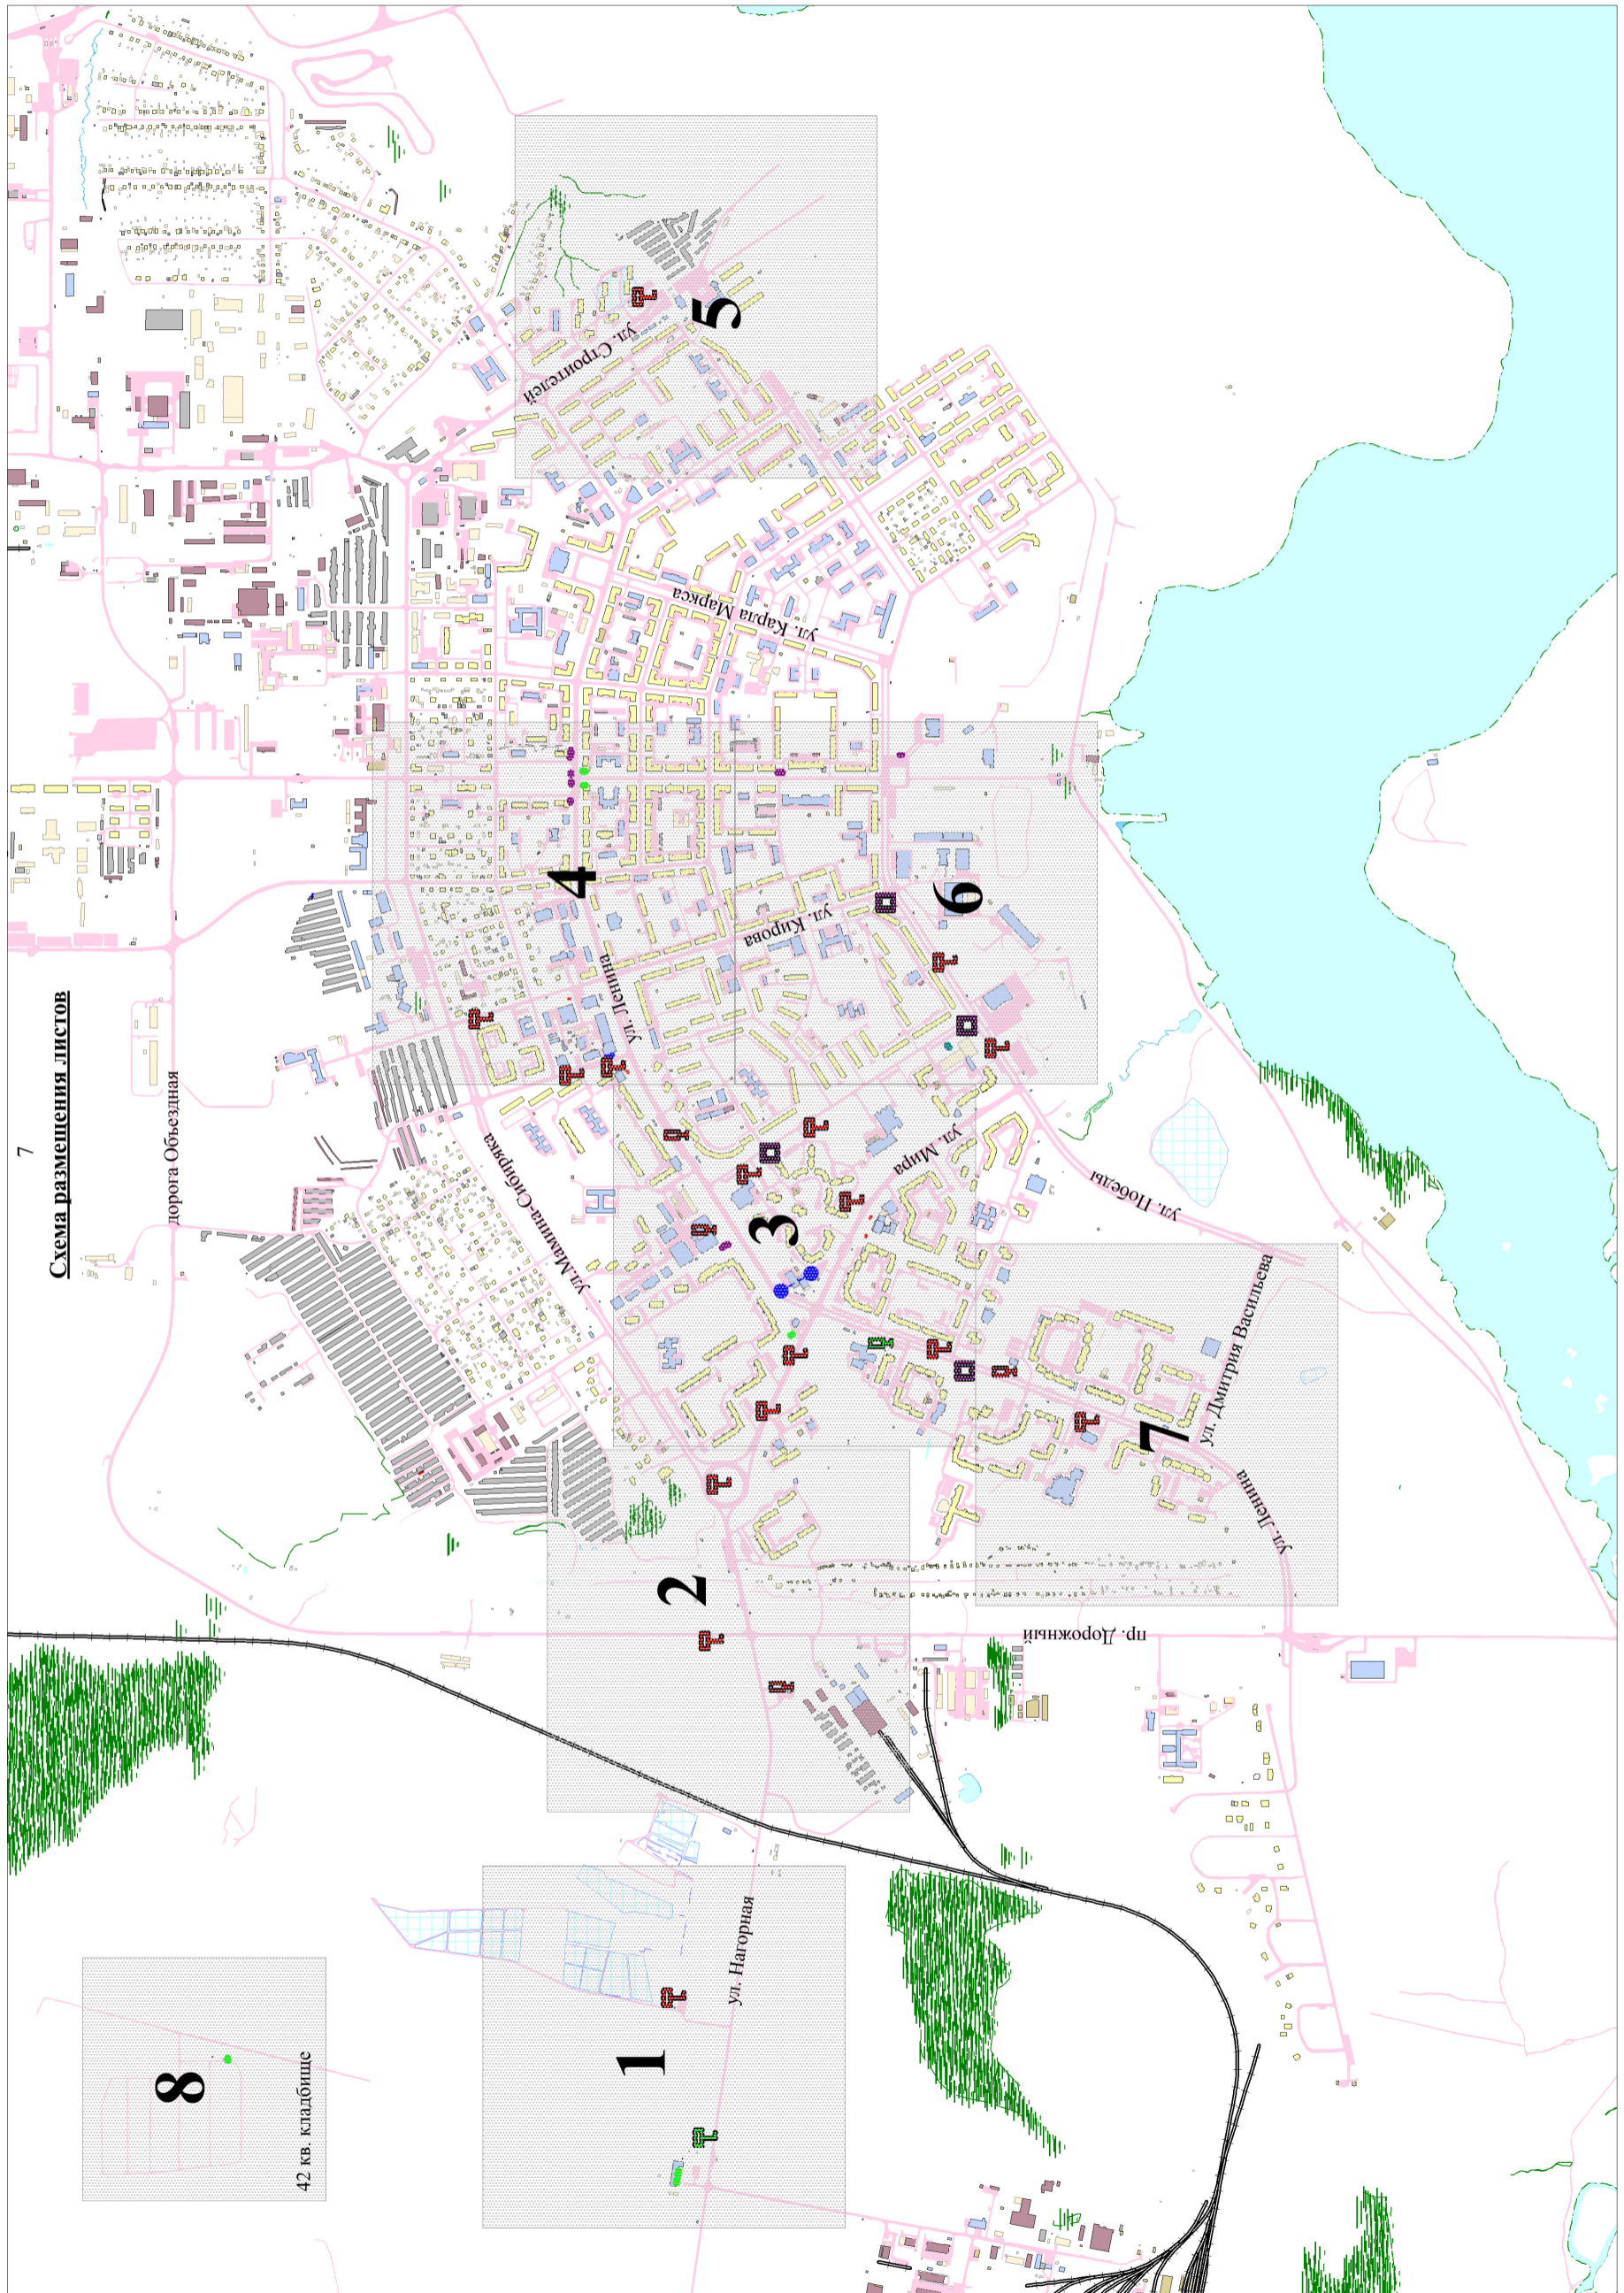 7
Схема размещения листов
дорога Объездная
ул. Строителей
5
ул. Карла Маркса
4
ул. Ленина
ул. Кирова
6
ул.Мамина-Сибиряка
3
ул. Мира
ул. Победы
ул. Дмитрия Васильева
7
ул. Ленина
2
пр. Дорожный
ул. Нагорная
1
8
42 кв. кладбище